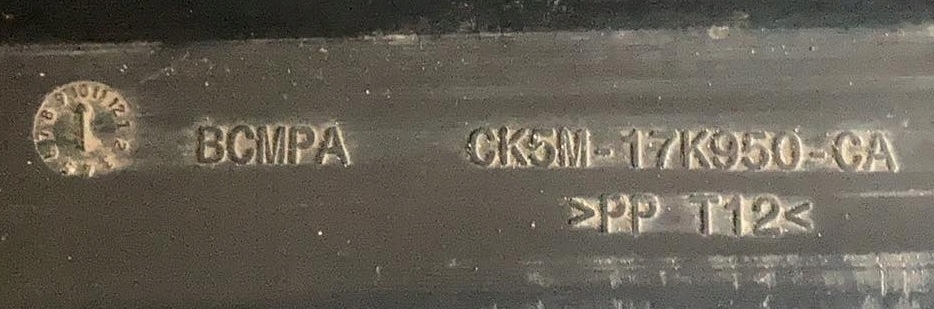 BCMPA CK5M-17K950-CA
>PP T12<